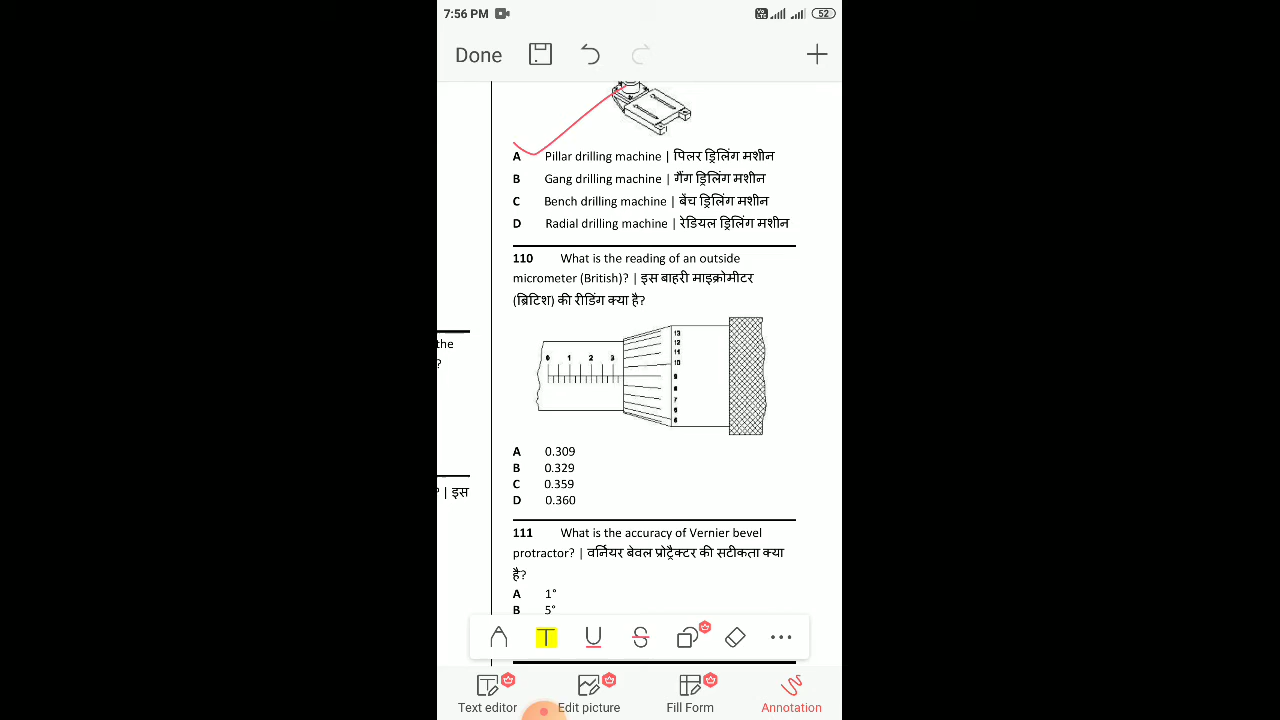 7:56 PM
Vo LTE
52
Done
A Pillar drilling machine | पिलर ड्रिलिंग मशीन
B Gang drilling machine | गैंग ड्रिलिंग मशीन
C Bench drilling machine | बेंच ड्रिलिंग मशीन
D Radial drilling machine | रेडियल ड्रिलिंग मशीन
110 What is the reading of an outside
micrometer (British)? | इस बाहरी माइक्रोमीटर
(ब्रिटिश) की रीडिंग क्या है?
0 1 2 3
13
12
11
10
9
8
7
6
A 0.309
B 0.329
C 0.359
D 0.360
111 What is the accuracy of Vernier bevel
protractor? | वर्नियर बेवल प्रोट्रैक्टर की सटीकता क्या
है?
A 1°
B 5°
the
?
? | इस
T
U
S
Text editor
Edit picture
Fill Form
Annotation